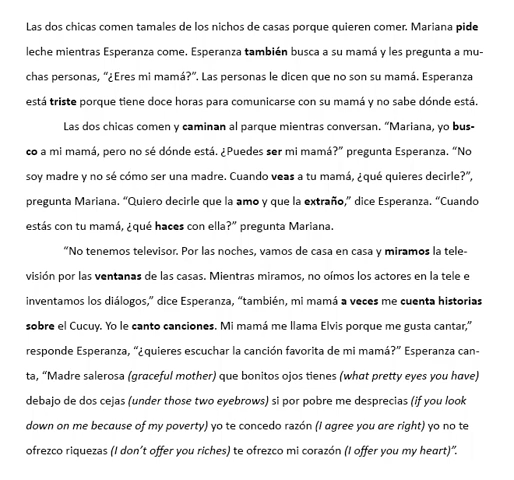 Las dos chicas comen tamales de los nichos de casas porque quieren comer. Mariana pide
leche mientras Esperanza come. Esperanza también busca a su mamá y les pregunta a mu-
chas personas, “¿Eres mi mamá?”. Las personas le dicen que no son su mamá. Esperanza
está triste porque tiene doce horas para comunicarse con su mamá y no sabe dónde está.
Las dos chicas comen y caminan al parque mientras conversan. “Mariana, yo bus-
co a mi mamá, pero no sé dónde está. ¿Puedes ser mi mamá?” pregunta Esperanza. “No
soy madre y no sé cómo ser una madre. Cuando veas a tu mamá, ¿qué quieres decirle?”,
pregunta Mariana. “Quiero decirle que la amo y que la extraño,” dice Esperanza. “Cuando
estás con tu mamá, ¿qué haces con ella?” pregunta Mariana.
“No tenemos televisor. Por las noches, vamos de casa en casa y miramos la tele-
visión por las ventanas de las casas. Mientras miramos, no oímos los actores en la tele e
inventamos los diálogos,” dice Esperanza, “también, mi mamá a veces me cuenta historias
sobre el Cucuy. Yo le canto canciones. Mi mamá me llama Elvis porque me gusta cantar,”
responde Esperanza, “¿quieres escuchar la canción favorita de mi mamá?” Esperanza can-
ta, “Madre salerosa (graceful mother) que bonitos ojos tienes (what pretty eyes you have)
debajo de dos cejas (under those two eyebrows) si por pobre me desprecias (if you look
down on me because of my poverty) yo te concedo razón (I agree you are right) yo no te
ofrezco riquezas (I don’t offer you riches) te ofrezco mi corazón (I offer you my heart)”.